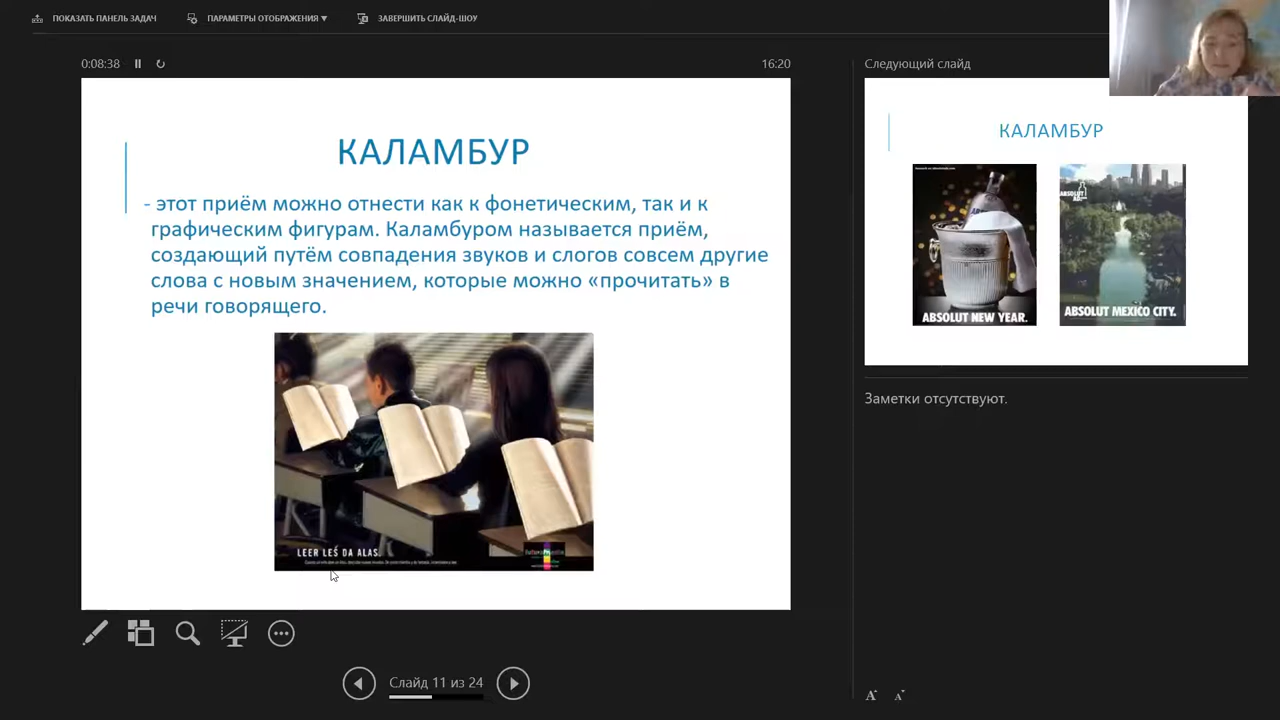 ПОКАЗАТЬ ПАНЕЛЬ ЗАДАЧ
ПАРАМЕТРЫ ОТОБРАЖЕНИЯ ▼
ЗАВЕРШИТЬ СЛАЙД-ШОУ
0:08:38
16:20
КАЛАМБУР
- этот приём можно отнести как к фонетическим, так и к
графическим фигурам. Каламбуром называется приём,
создающий путём совпадения звуков и слогов совсем другие
слова с новым значением, которые можно «прочитать» в
речи говорящего.
LEER LES DA ALAS.
Слайд 11 из 24
Следующий слайд
КАЛАМБУР
ABSOLUT NEW YEAR.
ABSOLUT
ABSOLUT MEXICO CITY.
Заметки отсутствуют.
A
A